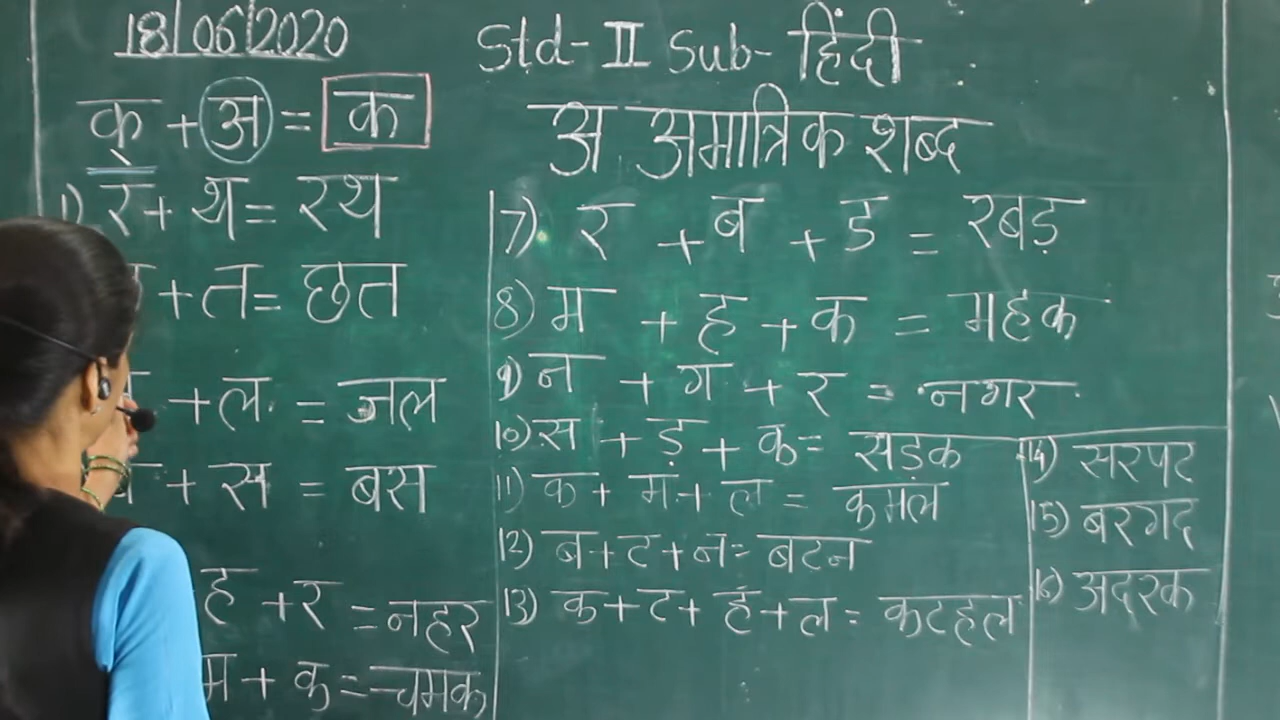 18/06/2020
Std- II Sub- हिंदी
क् + अ = क
अ अमात्रिक शब्द
1) र + थ = रथ
+ त = छत
+ ल = जल
+ स = बस
ह + र = नहर
म + क = चमक
7) र + ब + ड = रबड़
8) म + ह + क = महक
9) न + ग + र = नगर
10) स + ड़ + क = सड़क
11) क + म + ल = कमल
12) ब + ट + न = बटन
13) क + ट + ह + ल = कटहल
14) सरपट
15) बरगद
16) अदरक